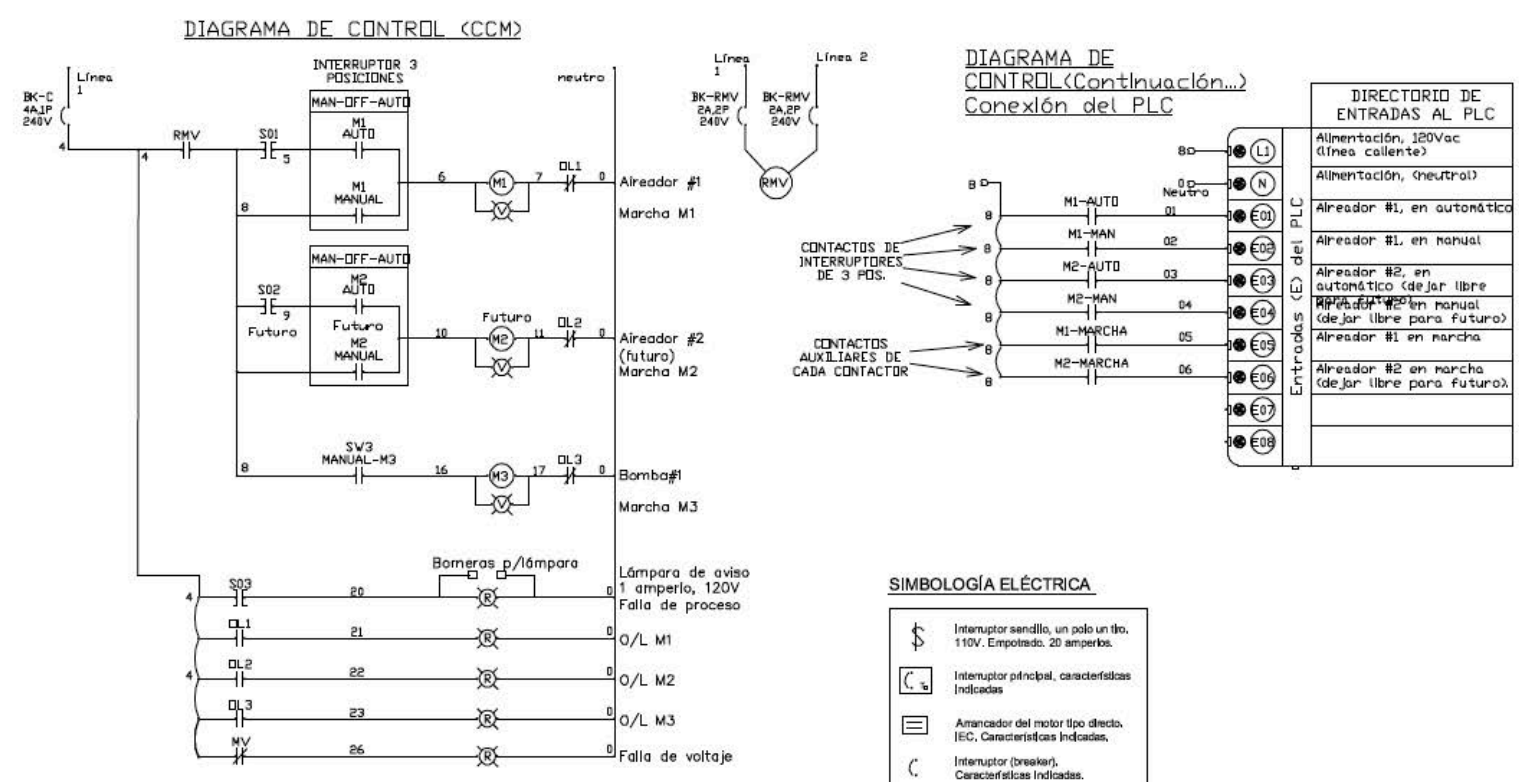 DIAGRAMA DE CONTROL (CCM)
Línea
1
BK-C
4A,1P
240V
4
4
RMV
S01
5
INTERRUPTOR 3
POSICIONES
MAN-OFF-AUTO
M1
AUTO
M1
MANUAL
8
6
M1
7
OL1
0
V
neutro
Aireador #1
Marcha M1
MAN-OFF-AUTO
M2
AUTO
S02
9
Futuro
Futuro
M2
MANUAL
10
Futuro
M2
11
OL2
0
V
Aireador #2
(futuro)
Marcha M2
8
SW3
MANUAL-M3
16
M3
17
OL3
0
V
Bomba#1
Marcha M3
Borneras p/lámpara
4
S03
20
R
0
Lámpara de aviso
1 amperio, 120V
Falla de proceso
OL1
21
R
0
O/L M1
4
OL2
22
R
0
O/L M2
OL3
23
R
0
O/L M3
MV
26
R
0
Falla de voltaje
Línea
1
Línea 2
BK-RMV
2A,2P
240V
BK-RMV
2A,2P
240V
RMV
DIAGRAMA DE
CONTROL(Continuación...)
Conexión del PLC
DIRECTORIO DE
ENTRADAS AL PLC
8
L1
Alimentación, 120Vac
(línea caliente)
0
Neutro
N
Alimentación, (neutral)
8
8
M1-AUTO
01
E01
Aireador #1, en automático
8
M1-MAN
02
E02
Aireador #1, en manual
8
M2-AUTO
03
E03
Aireador #2, en
automático (dejar libre
para futuro)
8
M2-MAN
04
E04
Aireador #2 en manual
(dejar libre para futuro)
8
M1-MARCHA
05
E05
Aireador #1 en marcha
8
M2-MARCHA
06
E06
Aireador #2 en marcha
(dejar libre para futuro).
E07
E08
Entradas (E) del PLC
CONTACTOS DE
INTERRUPTORES
DE 3 POS.
CONTACTOS
AUXILIARES DE
CADA CONTACTOR
SIMBOLOGÍA ELÉCTRICA
Interruptor sencillo, un polo un tiro,
110V. Empotrado. 20 amperios.
Interruptor principal, características
Indicadas
Arrancador del motor tipo directo.
IEC, Características Indicadas.
Interruptor (breaker),
Características Indicadas.